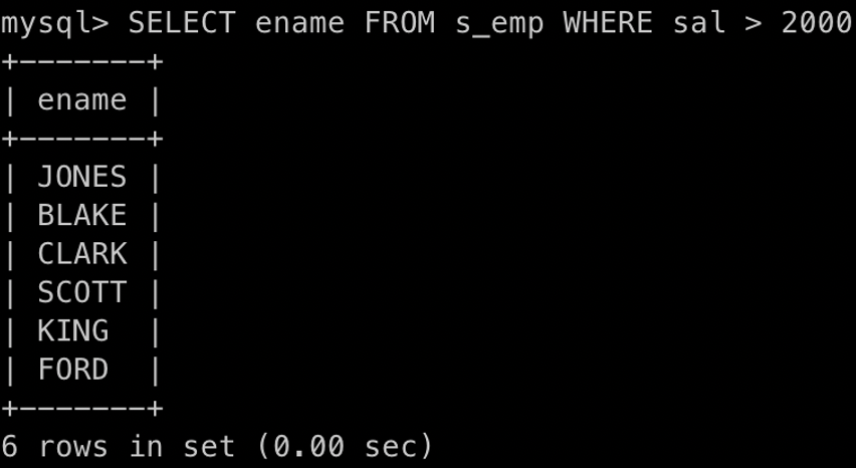 mysql> SELECT ename FROM s_emp WHERE sal > 2000
+-------+
| ename |
+-------+
| JONES |
| BLAKE |
| CLARK |
| SCOTT |
| KING  |
| FORD  |
+-------+
6 rows in set (0.00 sec)